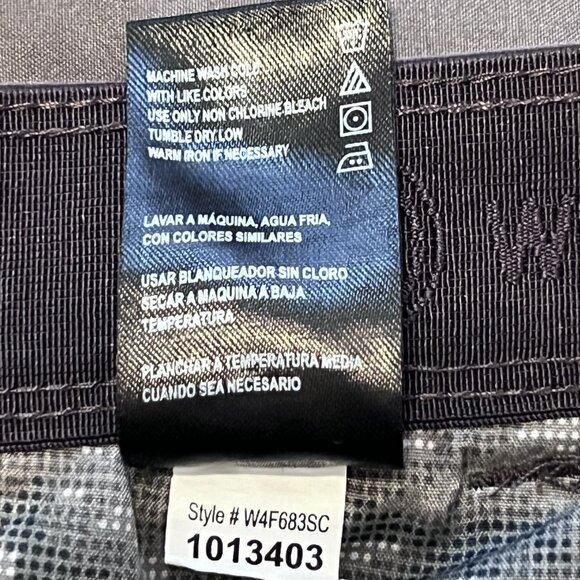 MACHINE WASH COLD
WITH LIKE COLORS
USE ONLY NON CHLORINE BLEACH
TUMBLE DRY LOW
WARM IRON IF NECESSARY
LAVAR A MÁQUINA, AGUA FRIA,
CON COLORES SIMILARES
USAR BLANQUEADOR SIN CLORO
SECAR A MAQUINA A BAJA
TEMPERATURA
PLANCHAR A TEMPERATURA MEDIA
CUANDO SEA NECESARIO
W
Style # W4F683SC
1013403